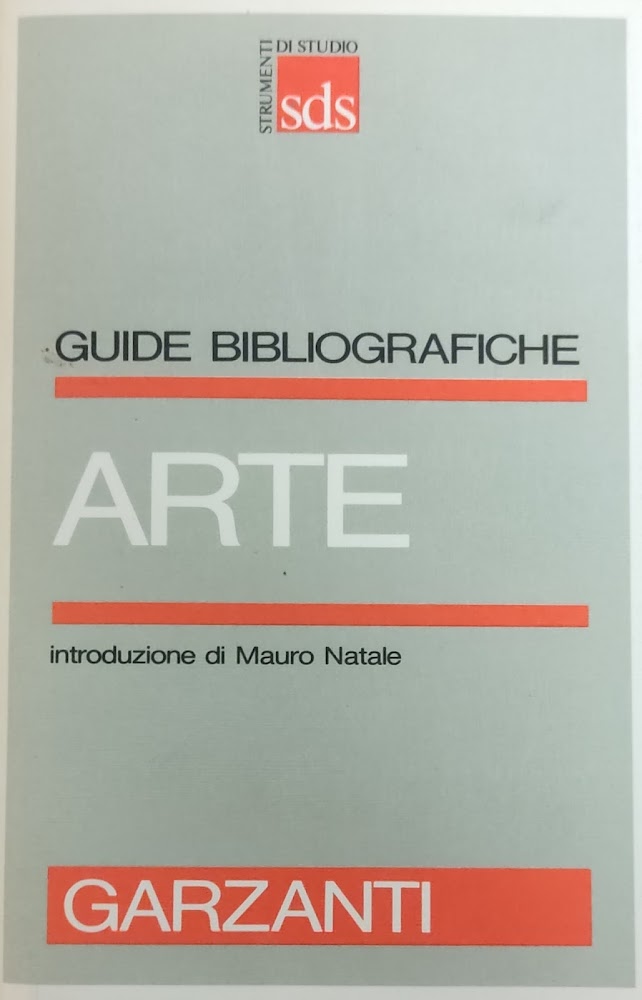 STRUMENTI
DI STUDIO
sds
GUIDE BIBLIOGRAFICHE
ARTE
introduzione di Mauro Natale
GARZANTI